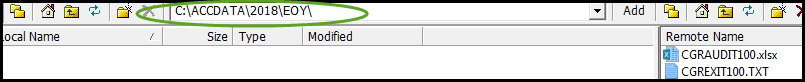 C:\ACCDATA\2018\EOY\ Add
Local Name Size Type Modified Remote Name
CGRAUDIT100.xlsx
CGREXIT100.TXT